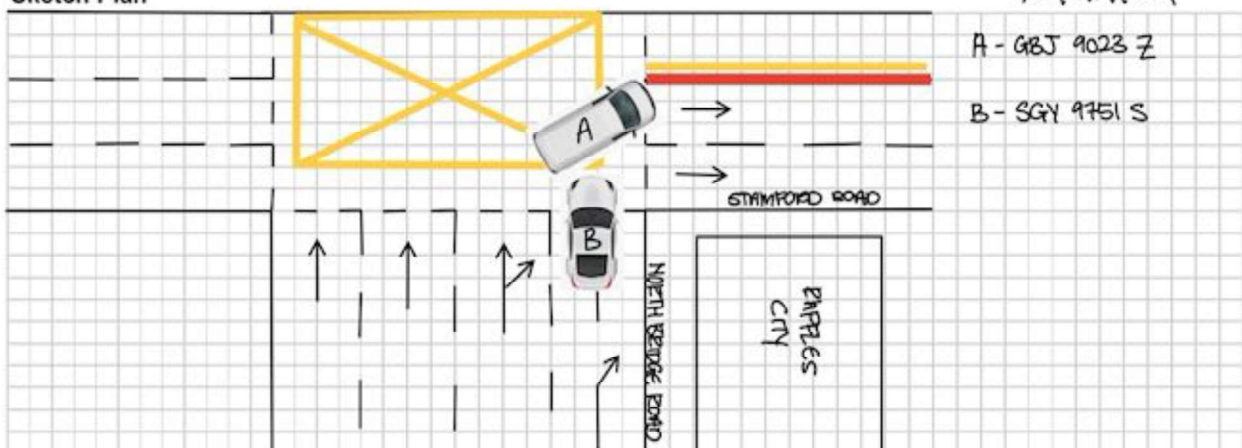 Sketch Plan
A - GBJ 9023 Z
B - SGY 9751 S
A
B
STAMFORD ROAD
NORTH BRIDGE ROAD
RAFFLES
CITY